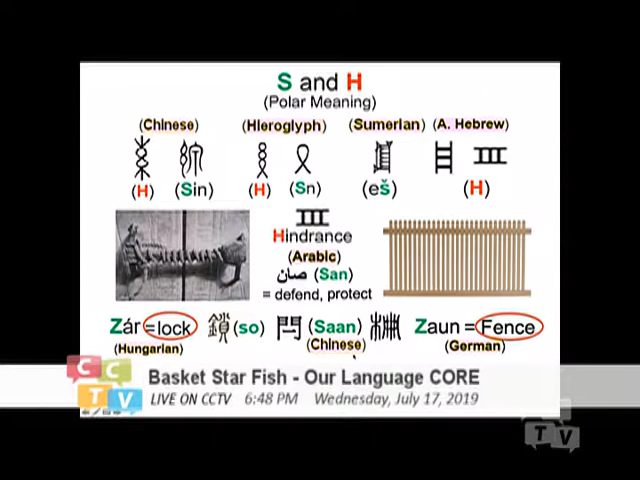 S and H
(Polar Meaning)
(Chinese) (Hieroglyph) (Sumerian) (A. Hebrew)
(H) (Sin) (H) (Sn) (eš) (H)
Hindrance
(Arabic)
صان (San)
= defend, protect
Zár =lock 鎖 (so) 閂 (Saan) Zaun = Fence
(Hungarian) (Chinese) (German)
CCTV
Basket Star Fish - Our Language CORE
LIVE ON CCTV 6:48 PM Wednesday, July 17, 2019
TV